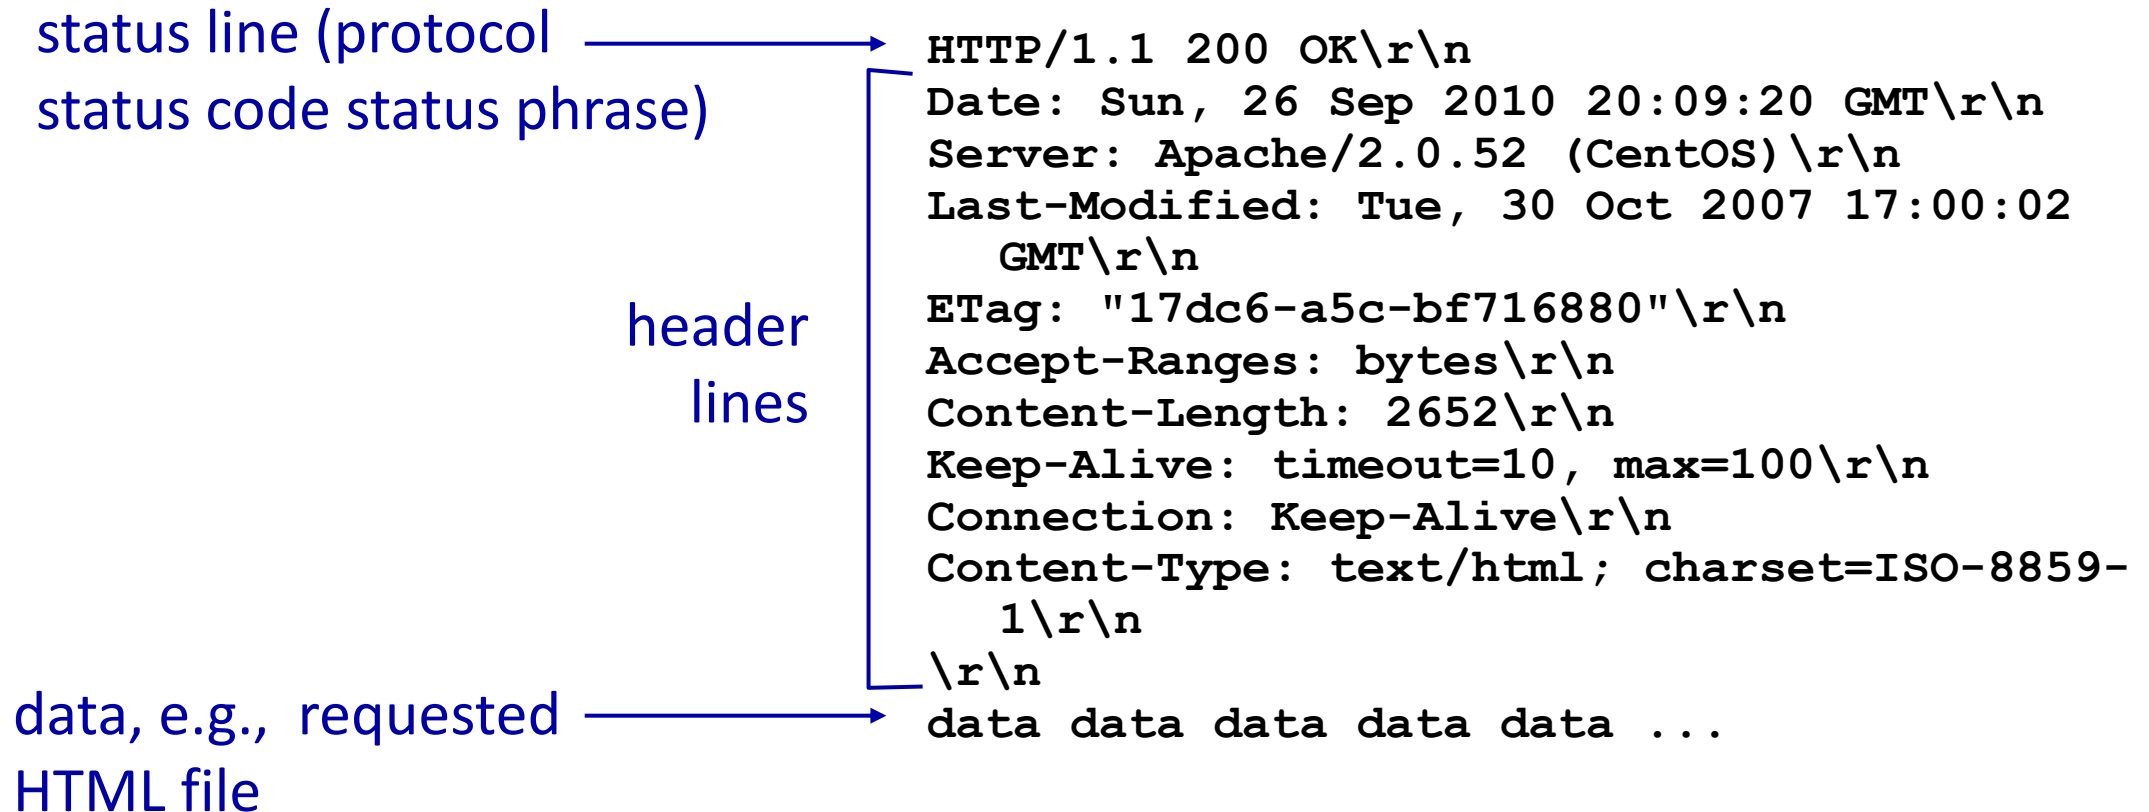 status line (protocol
status code status phrase)
header
lines
data, e.g.,  requested
HTML file
HTTP/1.1 200 OK\r\n
Date: Sun, 26 Sep 2010 20:09:20 GMT\r\n
Server: Apache/2.0.52 (CentOS)\r\n
Last-Modified: Tue, 30 Oct 2007 17:00:02
GMT\r\n
ETag: "17dc6-a5c-bf716880"\r\n
Accept-Ranges: bytes\r\n
Content-Length: 2652\r\n
Keep-Alive: timeout=10, max=100\r\n
Connection: Keep-Alive\r\n
Content-Type: text/html; charset=ISO-8859-
1\r\n
\r\n
data data data data data ...